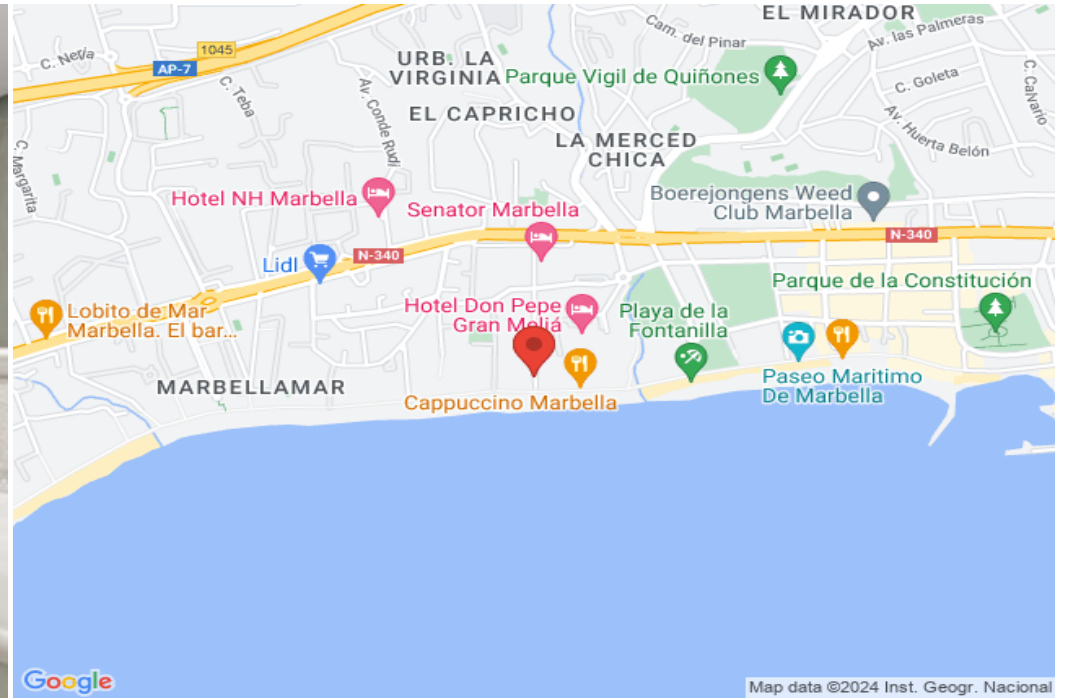 EL MIRADOR
Cam. del Pinar
Av. las Palmeras
C. Nerja
1045
AP-7
URB. LA
VIRGINIA
Parque Vigil de Quiñones
C. Goleta
C. CaNario
C. Teba
Av. Conde Rudi
EL CAPRICHO
Av. Huerta Belón
LA MERCED
CHICA
C. Margarita
Hotel NH Marbella
Senator Marbella
Boerejongens Weed
Club Marbella
N-340
N-340
Lidl
Parque de la Constitución
Lobito de Mar
Marbella. El bar...
Hotel Don Pepe
Gran Meliá
Playa de la
Fontanilla
MARBELLAMAR
Cappuccino Marbella
Paseo Maritimo
De Marbella
Google
Map data ©2024 Inst. Geogr. Nacional